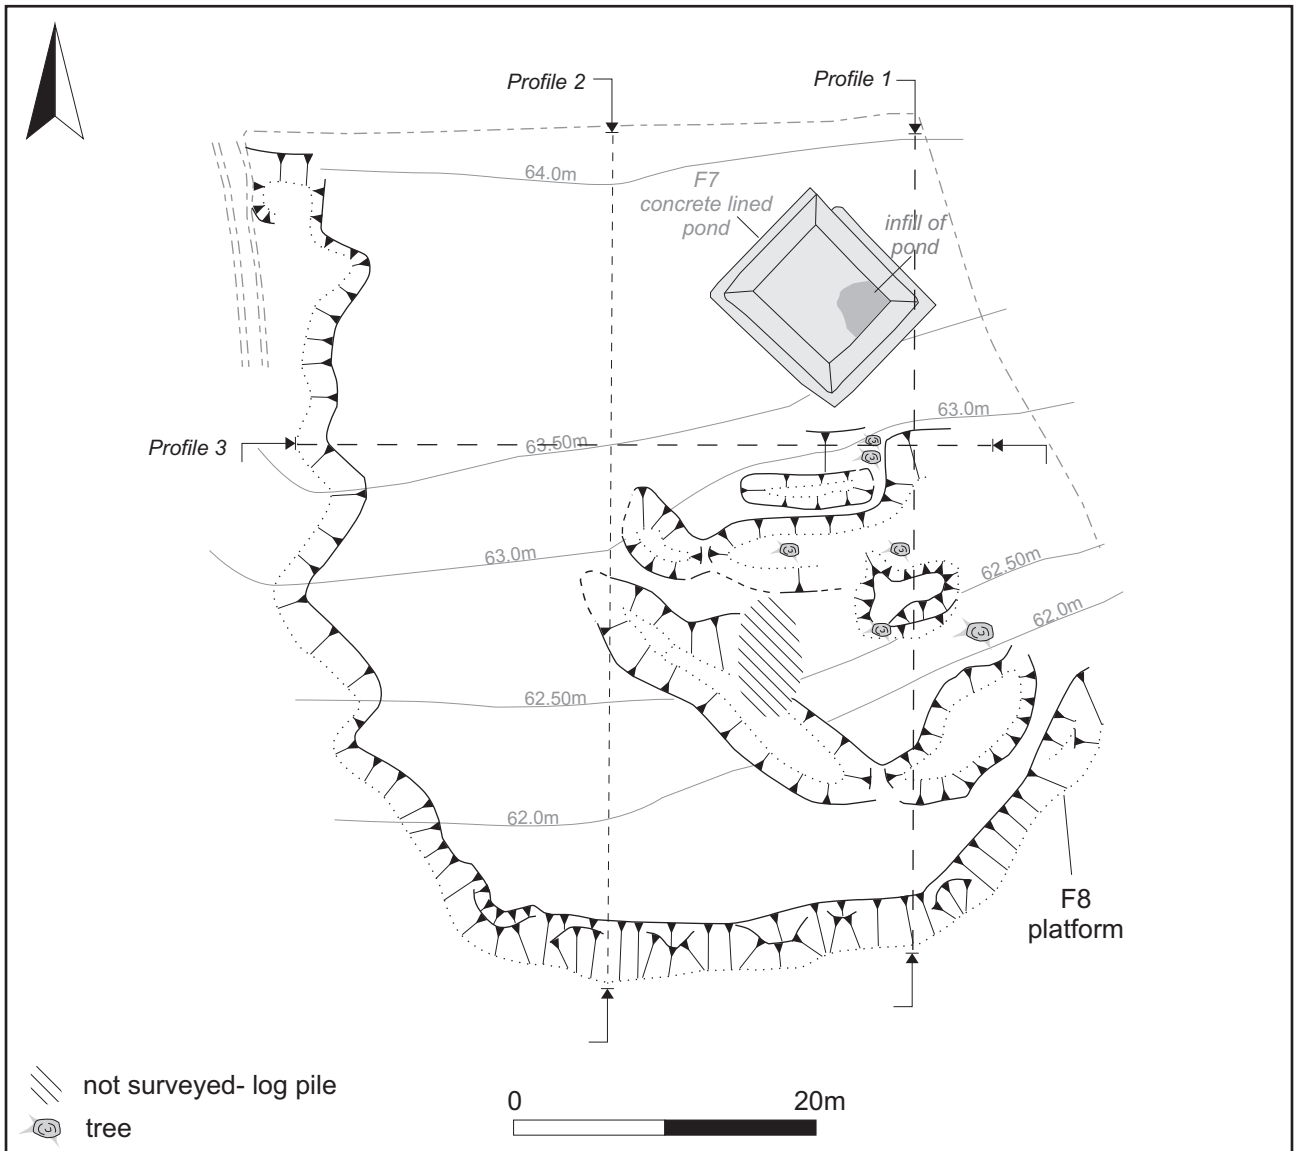 Profile 2
Profile 1
64.0m
F7
concrete lined
pond
infill of
pond
63.0m
Profile 3
63.50m
63.0m
62.50m
62.0m
62.50m
62.0m
F8
platform
not surveyed- log pile
tree
0
20m